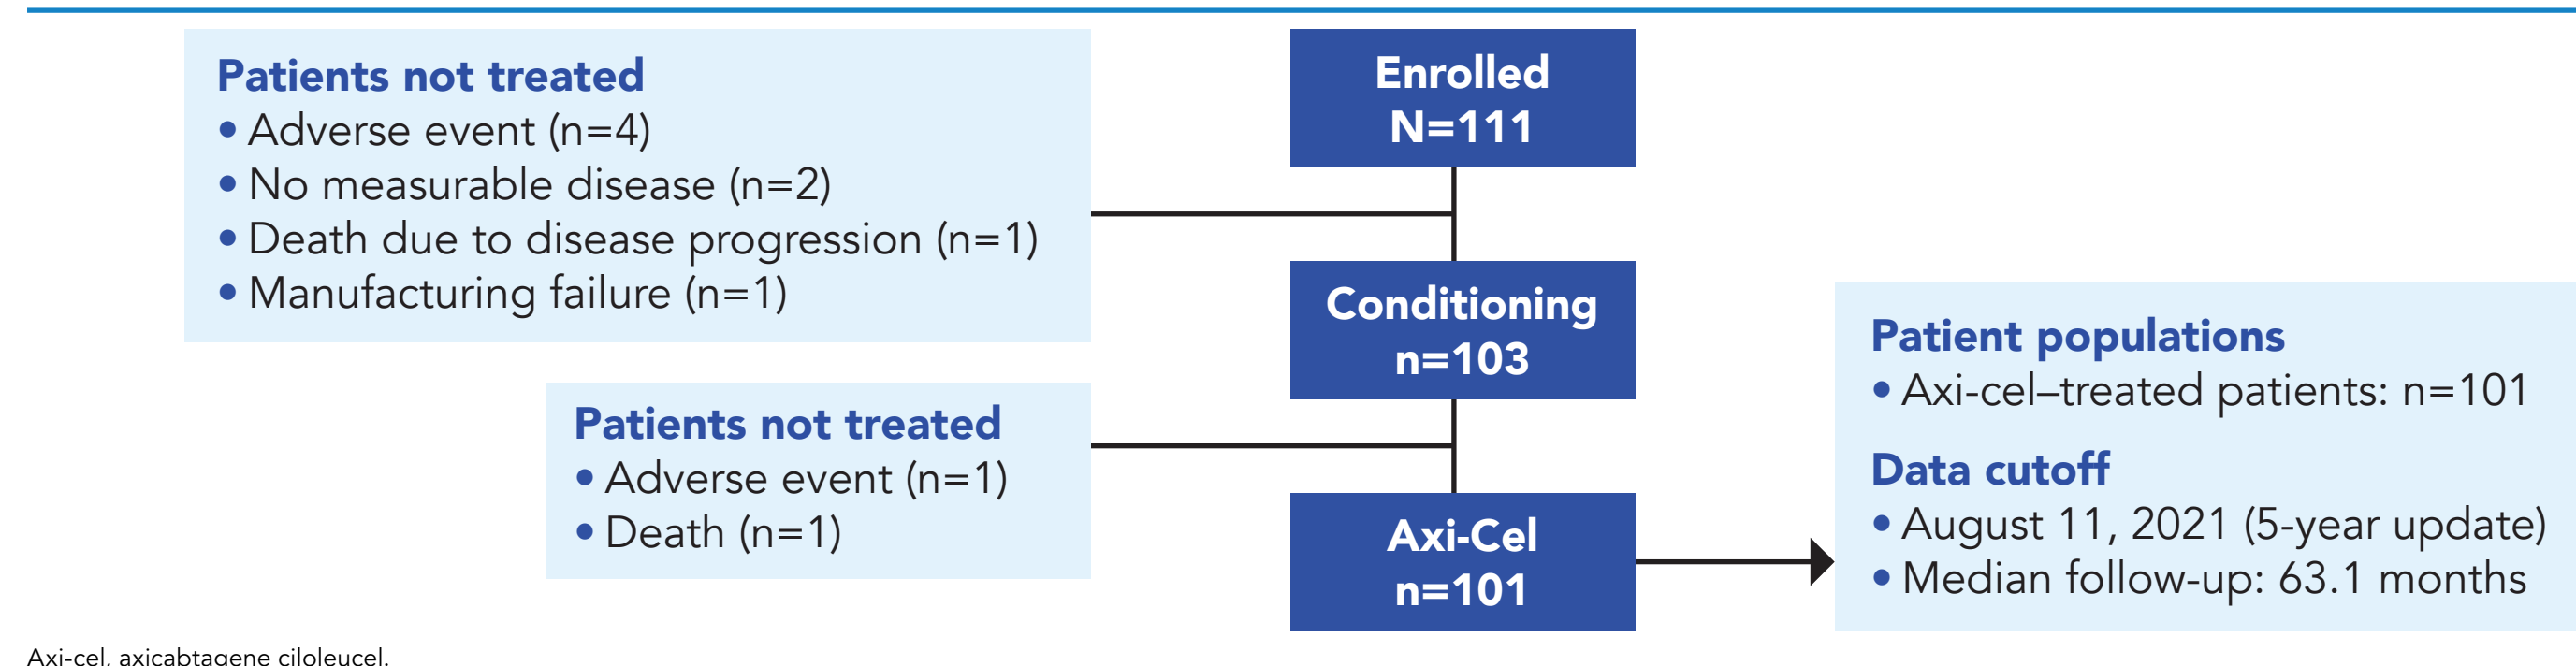 Patients not treated
• Adverse event (n=4)
• No measurable disease (n=2)
• Death due to disease progression (n=1)
• Manufacturing failure (n=1)
Enrolled
N=111
Conditioning
n=103
Patients not treated
• Adverse event (n=1)
• Death (n=1)
Axi-Cel
n=101
Patient populations
• Axi-cel–treated patients: n=101
Data cutoff
• August 11, 2021 (5-year update)
• Median follow-up: 63.1 months
Axi-cel, axicabtagene ciloleucel.